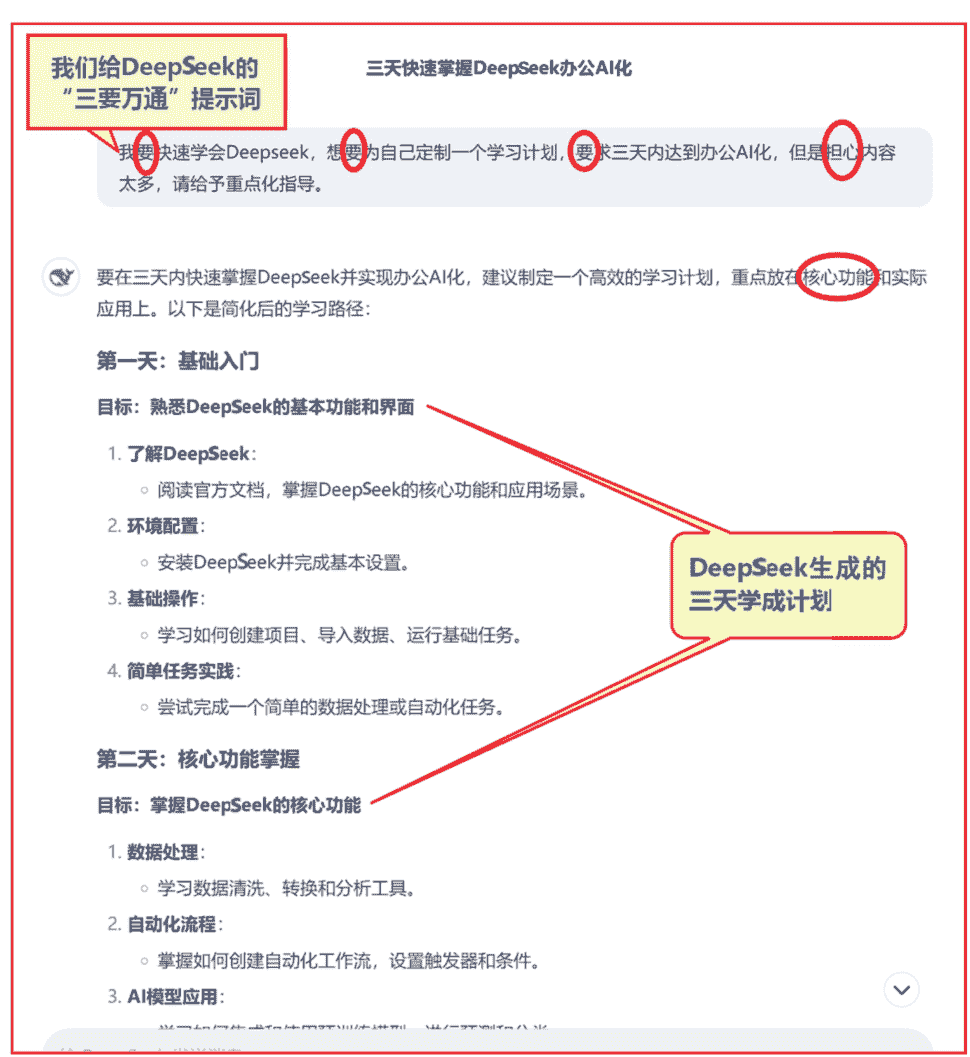 三天快速掌握DeepSeek办公AI化
我们给DeepSeek的
“三要万通”提示词
我要快速学会Deepseek，想要为自己定制一个学习计划，要求三天内达到办公AI化，但是担心内容
太多，请给予重点化指导。
要在三天内快速掌握DeepSeek并实现办公AI化，建议制定一个高效的学习计划，重点放在核心功能和实际
应用上。以下是简化后的学习路径：
第一天：基础入门
目标：熟悉DeepSeek的基本功能和界面
1. 了解DeepSeek：
阅读官方文档，掌握DeepSeek的核心功能和应用场景。
2. 环境配置：
安装DeepSeek并完成基本设置。
3. 基础操作：
学习如何创建项目、导入数据、运行基础任务。
4. 简单任务实践：
尝试完成一个简单的数据处理或自动化任务。
DeepSeek生成的
三天学成计划
第二天：核心功能掌握
目标：掌握DeepSeek的核心功能
1. 数据处理：
学习数据清洗、转换和分析工具。
2. 自动化流程：
掌握如何创建自动化工作流，设置触发器和条件。
3. AI模型应用：